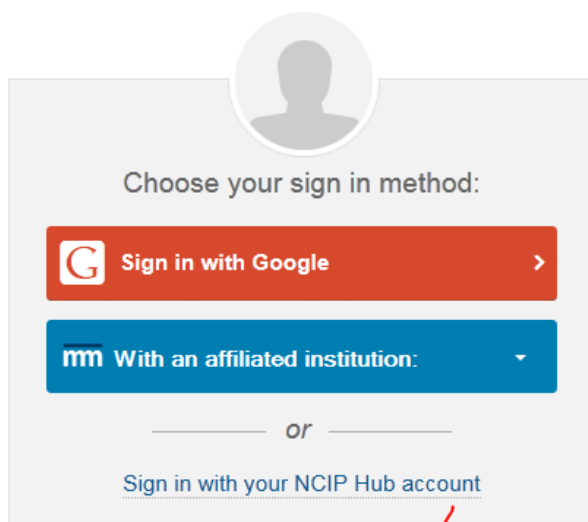 Choose your sign in method:
G Sign in with Google
With an affiliated institution:
or
Sign in with your NCIP Hub account